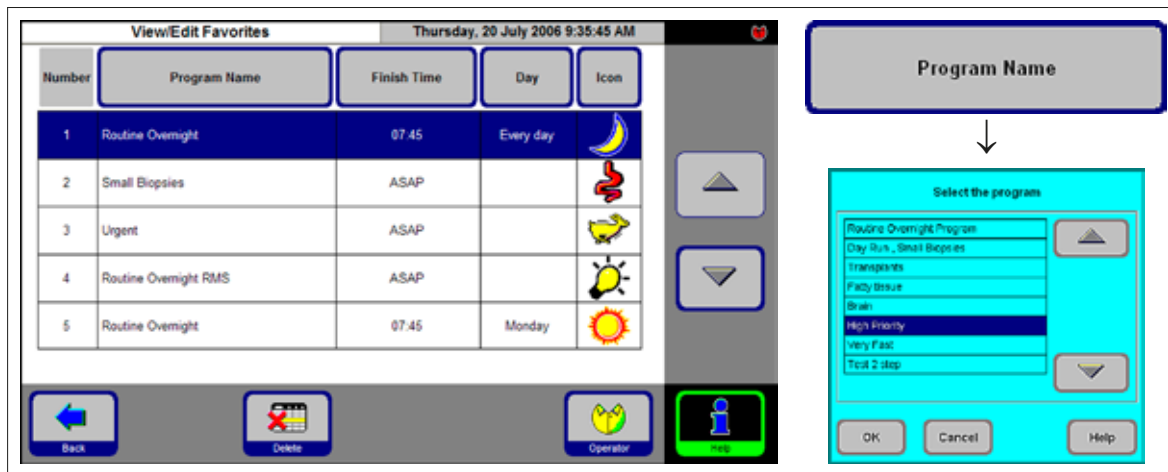 View/Edit Favorites Thursday, 20 July 2006 9:35:45 AM
Number Program Name Finish Time Day Icon
1 Routine Overnight 07:45 Every day
2 Small Biopsies ASAP
3 Urgent ASAP
4 Routine Overnight RMS ASAP
5 Routine Overnight 07:45 Monday
Back Delete Operator Help
Program Name
↓
Select the program
Routine Overnight Program
Day Run , Small Biopsies
Transplants
Fatty tissue
Brain
High Priority
Very Fast
Test 2 step
OK Cancel Help